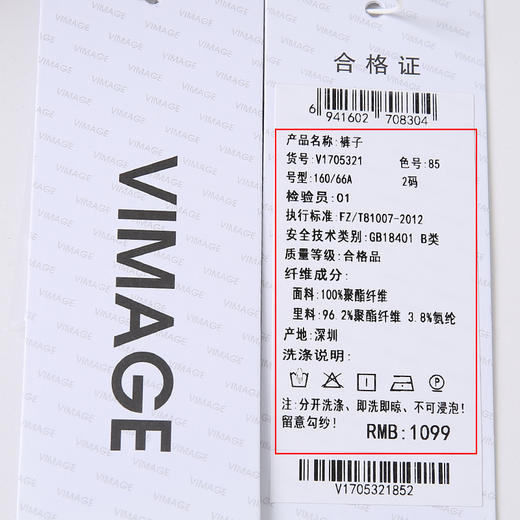 VIMAGE
合格证
6 941602 708304
产品名称:裤子
货号:V1705321 色号:85
号型:160/66A 2码
检验员:01
执行标准:FZ/T81007-2012
安全技术类别:GB18401 B类
质量等级:合格品
纤维成分:
面料:100%聚酯纤维
里料:96.2%聚酯纤维 3.8%氨纶
产地:深圳
洗涤说明:
P
注:分开洗涤、即洗即晾、不可浸泡!
留意勾纱!
RMB:1099
V1705321852